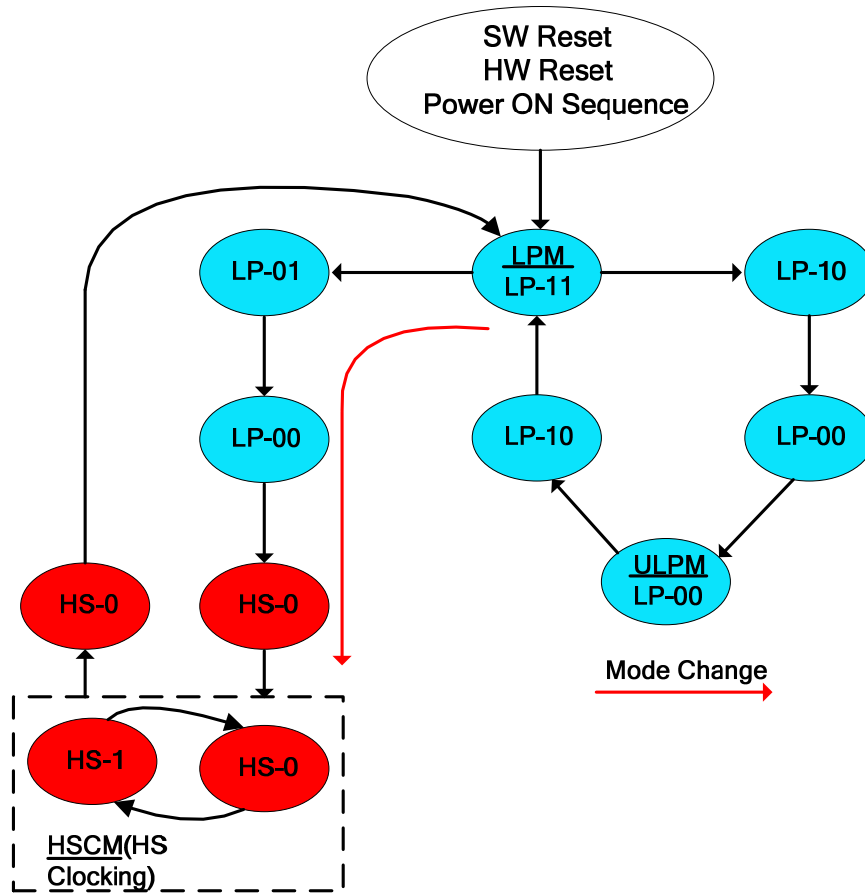 SW Reset
HW Reset
Power ON Sequence
LP-01
LPM
LP-11
LP-10
LP-00
LP-10
LP-00
ULPM
LP-00
HS-0
HS-0
Mode Change
HS-1
HS-0
HSCM(HS
Clocking)